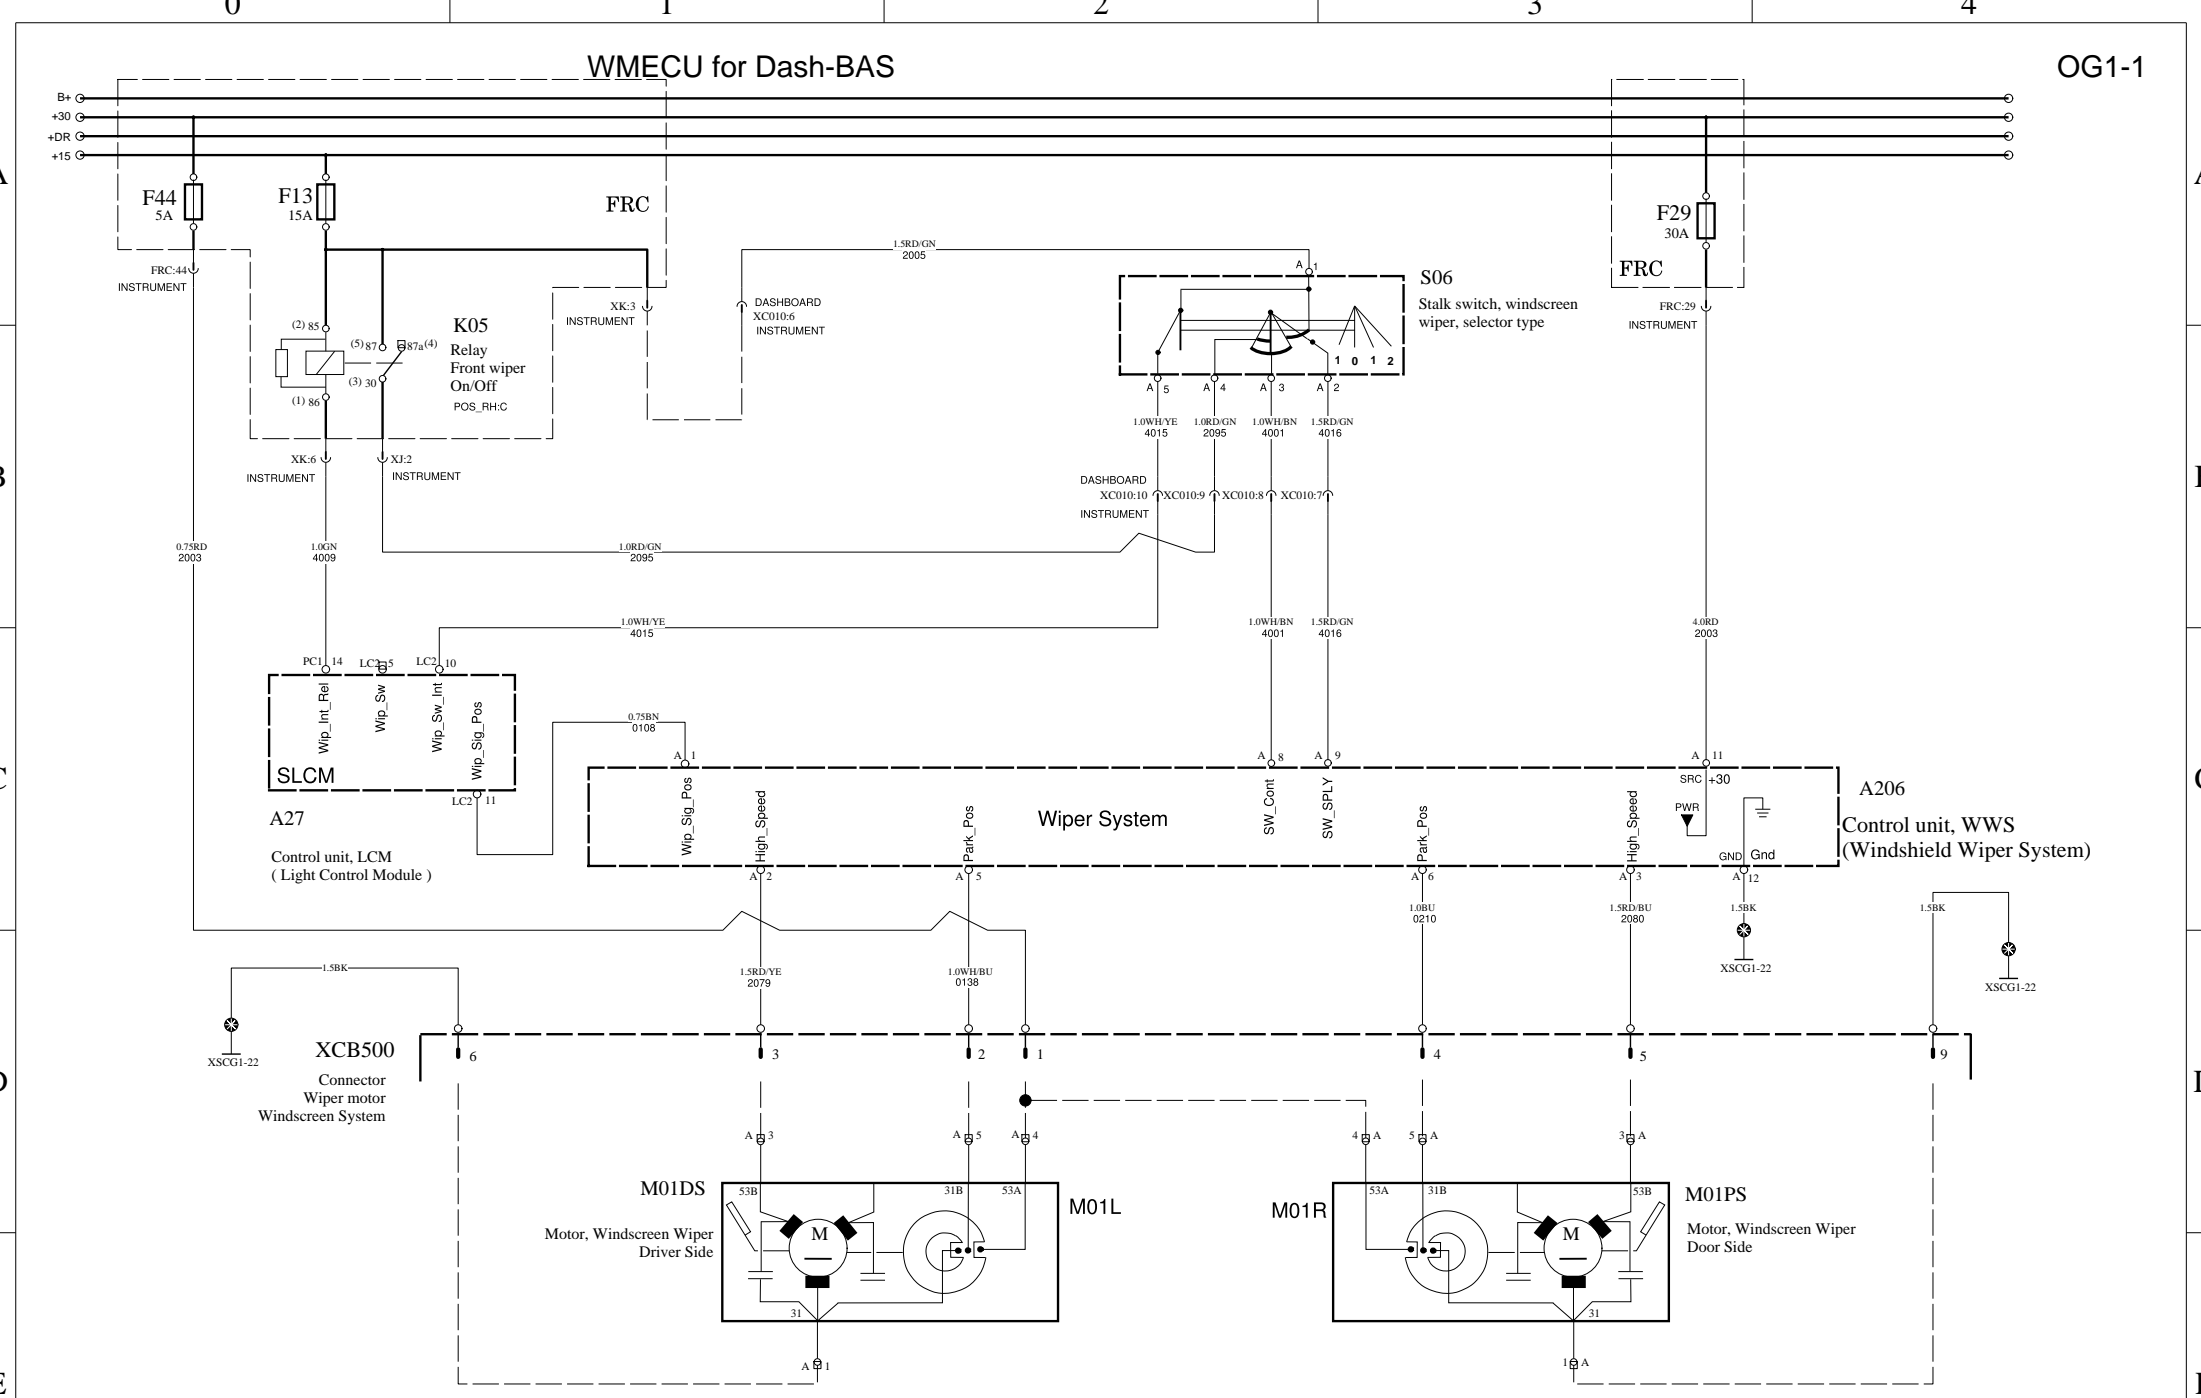 0 1 2 3 4
WMECU for Dash-BAS
OG1-1
B+
+30
+DR
+15
A
F44
5A
F13
15A
FRC
F29
30A
FRC
FRC:44
INSTRUMENT
XK:3
INSTRUMENT
1.5RD/GN
2005
DASHBOARD
XC010:6
INSTRUMENT
A 1
S06
Stalk switch, windscreen
wiper, selector type
1 0 1 2
FRC:29
INSTRUMENT
(2) 85
(5) 87
87a (4)
(3) 30
(1) 86
K05
Relay
Front wiper
On/Off
POS_RH:C
A 5
A 4
A 3
A 2
1.0WH/YE
4015
1.0RD/GN
2095
1.0WH/BN
4001
1.5RD/GN
4016
XK:6
INSTRUMENT
XJ:2
INSTRUMENT
DASHBOARD
XC010:10
XC010:9
XC010:8
XC010:7
INSTRUMENT
B
0.75RD
2003
1.0GN
4009
1.0RD/GN
2095
1.0WH/YE
4015
1.0WH/BN
4001
1.5RD/GN
4016
4.0RD
2003
PC1 14
LC2 5
LC2 10
Wip_Int_Rel
Wip_Sw
Wip_Sw_Int
Wip_Sig_Pos
SLCM
LC2 11
A27
Control unit, LCM
( Light Control Module )
0.75BN
0108
C
A 1
A 8
A 9
A 11
Wip_Sig_Pos
High_Speed
Park_Pos
Wiper System
SW_Cont
SW_SPLY
Park_Pos
High_Speed
SRC +30
PWR
GND Gnd
A206
Control unit, WWS
(Windshield Wiper System)
A 2
A 5
A 6
A 3
A 12
1.0BU
0210
1.5RD/BU
2080
1.5BK
1.5BK
XSCG1-22
XSCG1-22
1.5BK
XSCG1-22
1.5RD/YE
2079
1.0WH/BU
0138
XCB500
Connector
Wiper motor
Windscreen System
6
3
2
1
4
5
9
A 3
A 5
A 4
4 A
5 A
3 A
M01DS
Motor, Windscreen Wiper
Driver Side
53B
31B
53A
M01L
M
31
A 1
M01R
53A
31B
53B
M01PS
Motor, Windscreen Wiper
Door Side
M
31
1 A
E